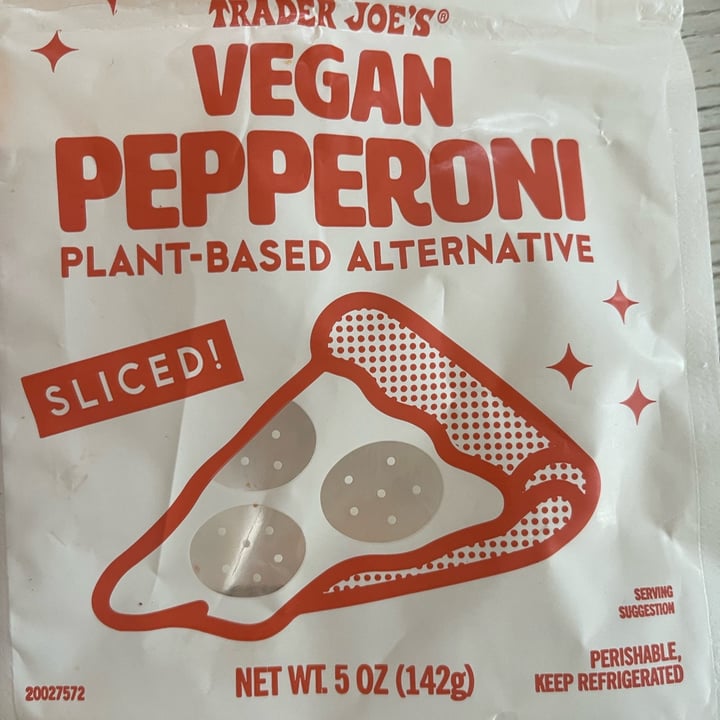 TRADER JOE'S®
VEGAN
PEPPERONI
PLANT-BASED ALTERNATIVE
SLICED!
SERVING
SUGGESTION
PERISHABLE,
KEEP REFRIGERATED
NET WT. 5 OZ (142g)
20027572